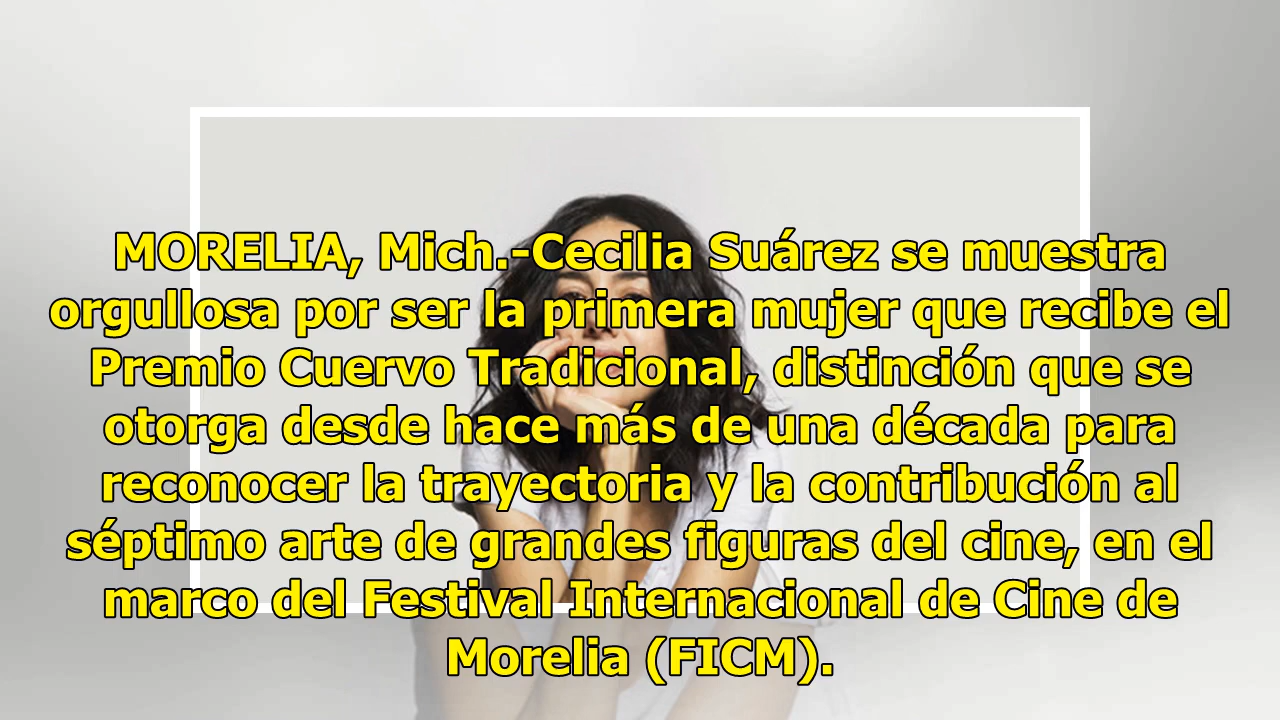 MORELIA, Mich.-Cecilia Suárez se muestra
orgullosa por ser la primera mujer que recibe el
Premio Cuervo Tradicional, distinción que se
otorga desde hace más de una década para
reconocer la trayectoria y la contribución al
séptimo arte de grandes figuras del cine, en el
marco del Festival Internacional de Cine de
Morelia (FICM).